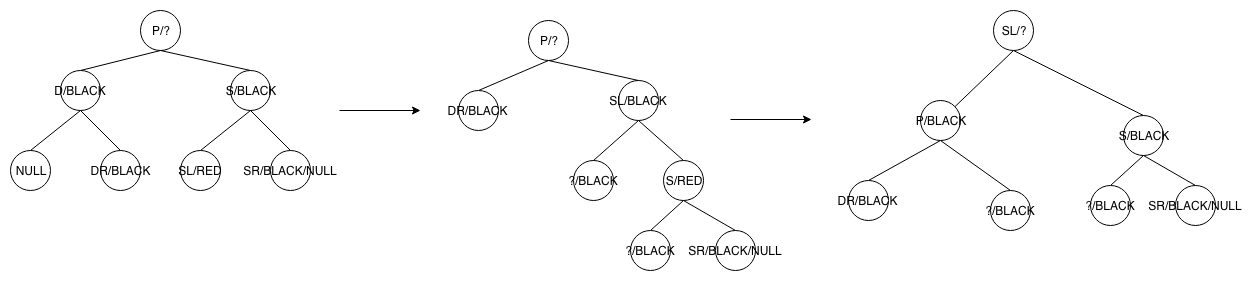 P/?
D/BLACK
S/BLACK
NULL
DR/BLACK
SL/RED
SR/BLACK/NULL
P/?
DR/BLACK
SL/BLACK
?/BLACK
S/RED
?/BLACK
SR/BLACK/NULL
SL/?
P/BLACK
S/BLACK
DR/BLACK
?/BLACK
?/BLACK
SR/BLACK/NULL